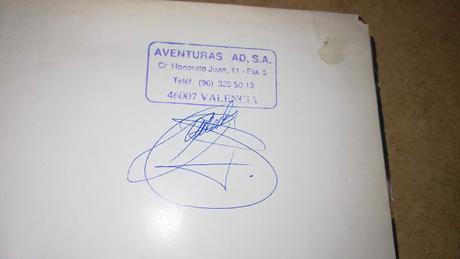 AVENTURAS AD, S.A.
C/ Honorato Juan, 11 - Pta. 5
Teléf. (96) 325 50 13
46007 VALENCIA